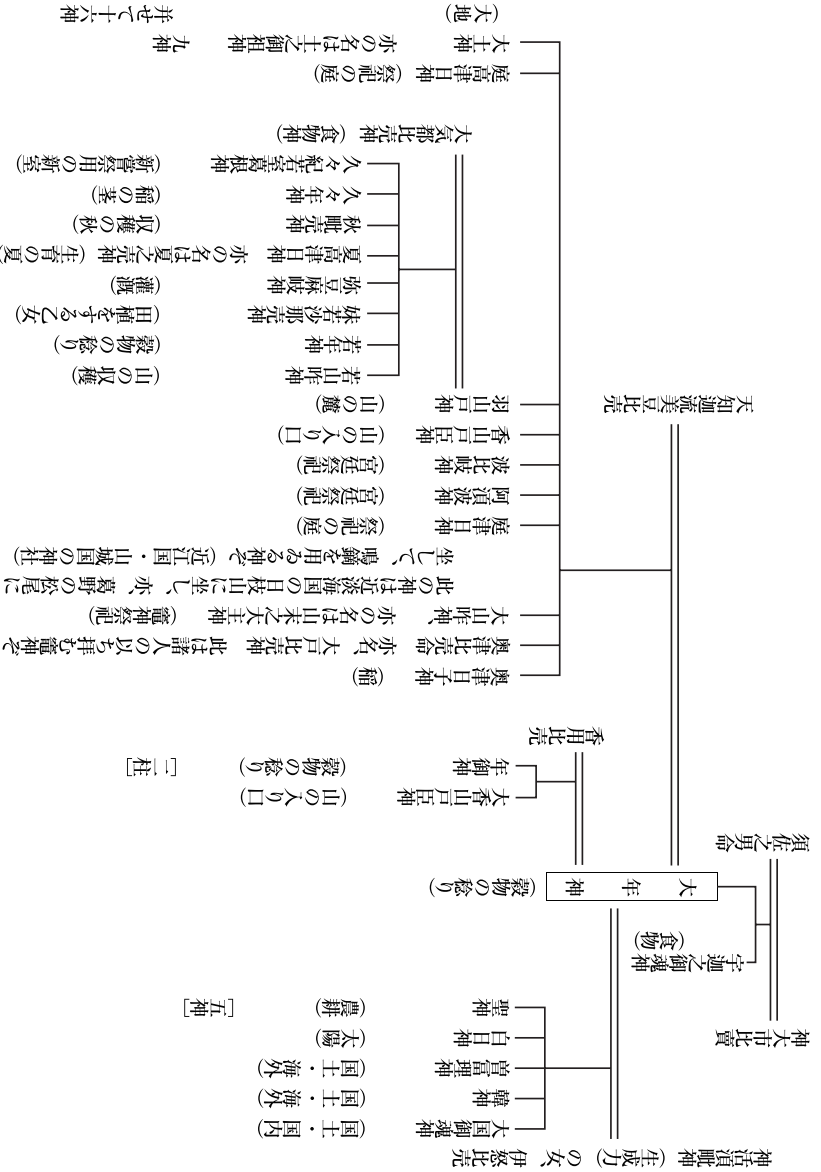 神活須毗神（生成力）の女、伊怒比売
大国御魂神（国土・国内）
韓神（国土・海外）
曽富理神（国土・海外）
白日神（太陽）
聖神（農耕）［五神］
神大市比賣
須佐之男命
宇迦之御魂神
（食物）
大年神（穀物の稔り）
香用比売
大香山戸臣神（山の入り口）
年御神（穀物の稔り）［二柱］
天知迦流美豆比売
奥津日子神（稲）
奥津比売命 亦名 大戸比売神 此は諸人の以ち拝む竈神ぞ
大山咋神、亦の名は山末之大主神（竈神祭祀）
此の神は近淡海国の日枝山に坐し、亦、葛野の松尾に
坐して、鳴鏑を用ゐる神ぞ（近江国・山城国の神社）
庭津日神（祭祀の庭）
阿須波神（宮廷祭祀）
波比岐神（宮廷祭祀）
香山戸臣神（山の入り口）
羽山戸神（山の麓）
若山咋神（山の収穫）
若年神（穀物の稔り）
妹若沙那売神（田植をする乙女）
弥豆麻岐神（灌漑）
夏高津日神 亦の名は夏之売神（生育の夏）
秋毗売神（収穫の秋）
久々年神（稲の茎）
久々紀若室葛根神（新嘗祭用の新室）
大気都比売神（食物神）
庭高津日神（祭祀の庭）
大土神 亦の名は土之御祖神 九神
（大地） 并せて十六神